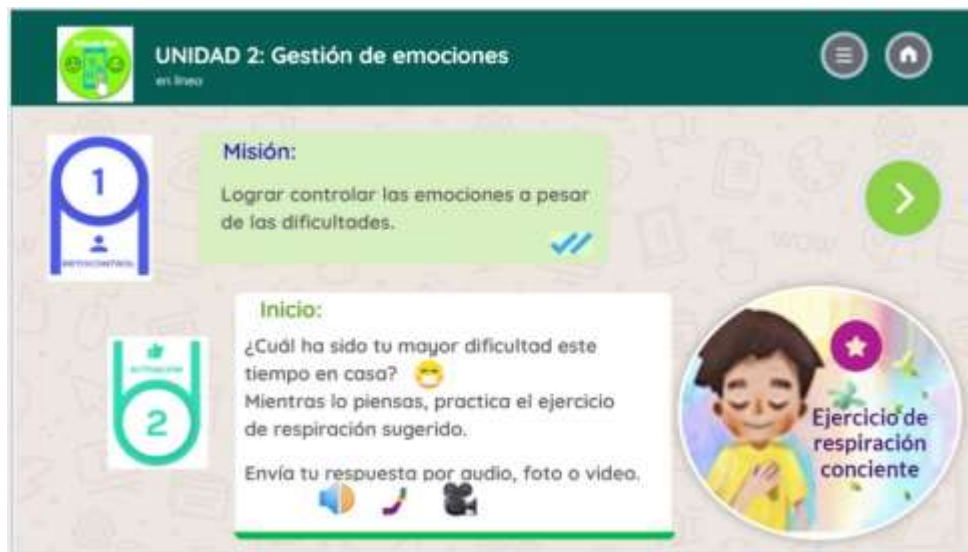 UNIDAD 2: Gestión de emociones
en líneo
1
Misión:
Lograr controlar las emociones a pesar
de las dificultades.
Inicio:
¿Cuál ha sido tu mayor dificultad este
tiempo en casa?
Mientras lo piensas, practica el ejercicio
de respiración sugerido.
Envía tu respuesta por audio, foto o video.
2
Ejercicio de
respiración
conciente